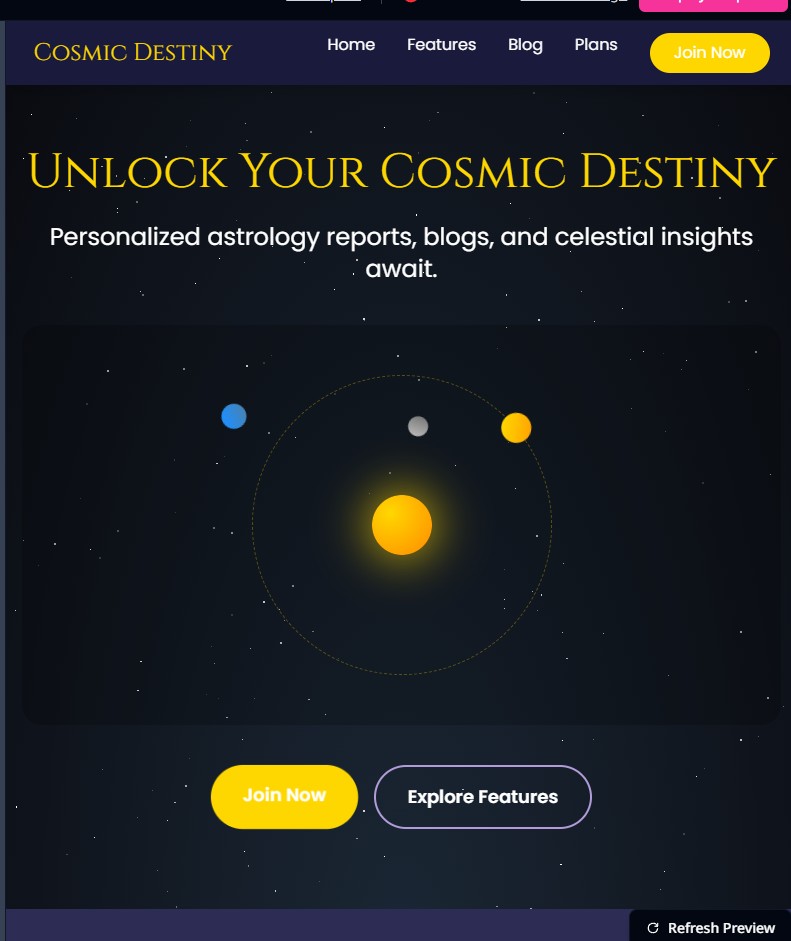 Cosmic Destiny
Home Features Blog Plans Join Now
Unlock Your Cosmic Destiny
Personalized astrology reports, blogs, and celestial insights
await.
Join Now Explore Features
Refresh Preview